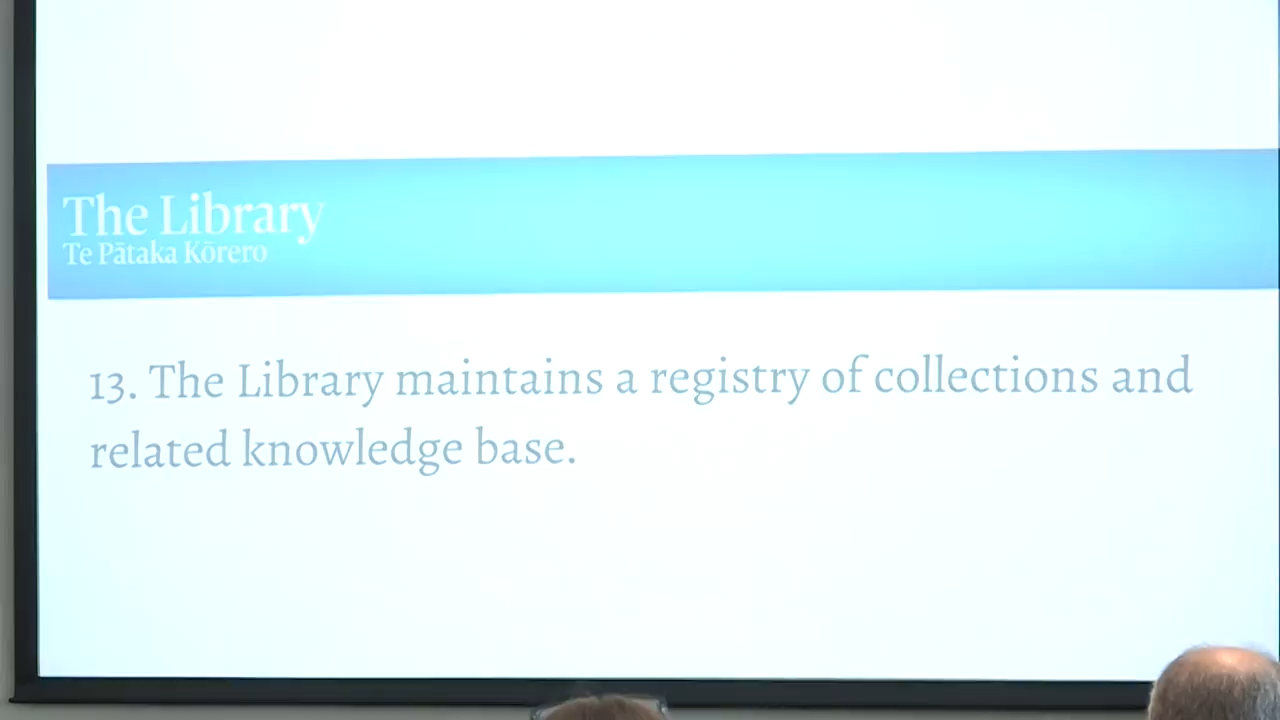 The Library
Te Pātaka Kōrero
13. The Library maintains a registry of collections and
related knowledge base.